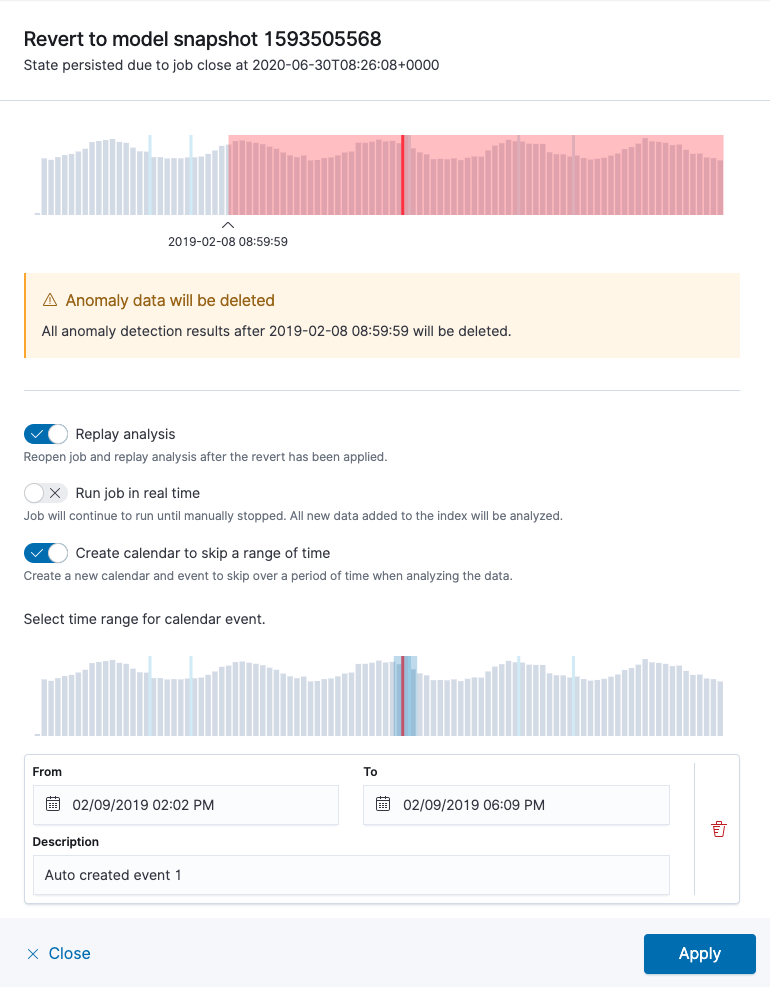 Revert to model snapshot 1593505568
State persisted due to job close at 2020-06-30T08:26:08+0000
2019-02-08 08:59:59
Anomaly data will be deleted
All anomaly detection results after 2019-02-08 08:59:59 will be deleted.
Replay analysis
Reopen job and replay analysis after the revert has been applied.
Run job in real time
Job will continue to run until manually stopped. All new data added to the index will be analyzed.
Create calendar to skip a range of time
Create a new calendar and event to skip over a period of time when analyzing the data.
Select time range for calendar event.
From
To
02/09/2019 02:02 PM
02/09/2019 06:09 PM
Description
Auto created event 1
Close
Apply